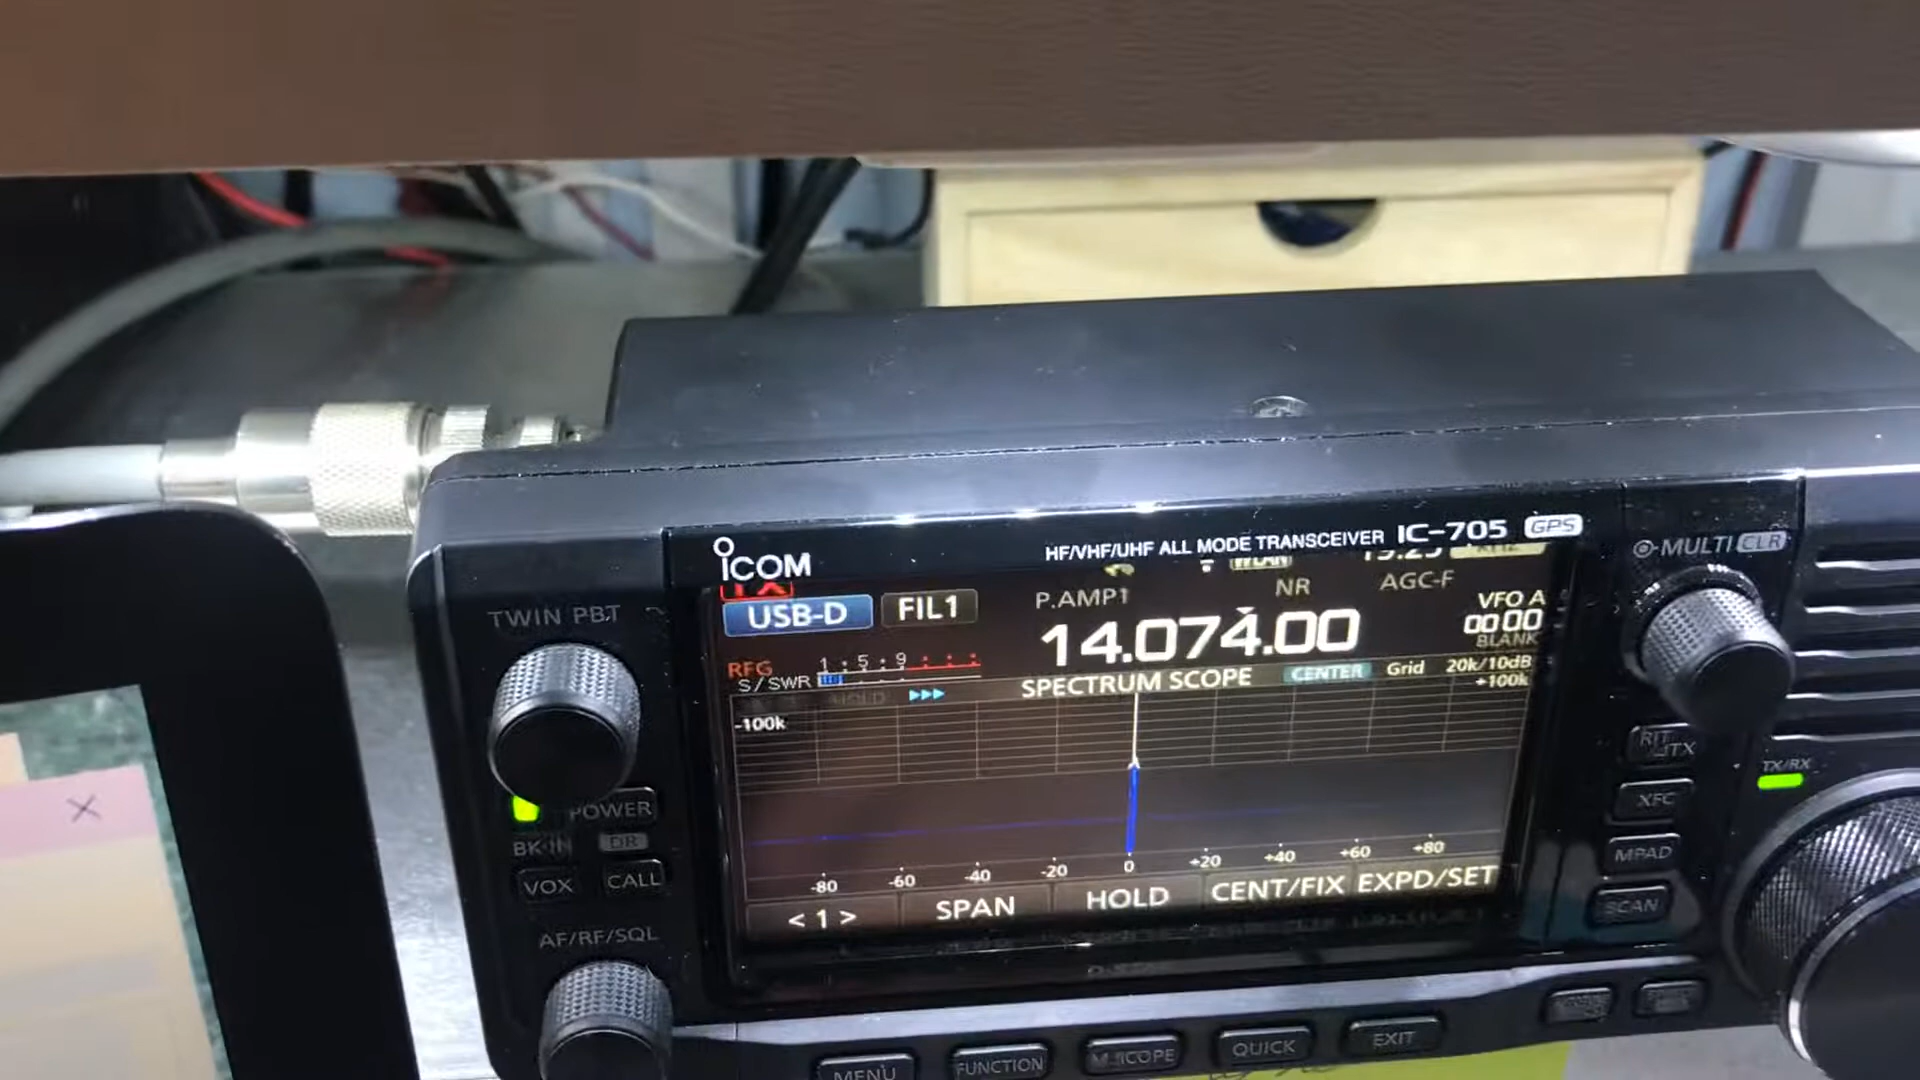 ICOM
HF/VHF/UHF ALL MODE TRANSCEIVER IC-705 GPS
MULTI CLR
TWIN PBT
WLAN
USB-D FIL1
P.AMP1 NR AGC-F
14.074.00
VFO A
0000
BLANK
RFG
1 5 9
S/SWR
HOLD
SPECTRUM SCOPE CENTER Grid 20k/10dB
-100k
+100k
-80 -60 -40 -20 0 +20 +40 +60 +80
< 1 > SPAN HOLD CENT/FIX EXPD/SET
POWER
BK-IN DR
VOX CALL
AF/RF/SQL
TX/RX
XFC
MPAD
SCAN
MENU FUNCTION M.SCOPE QUICK EXIT